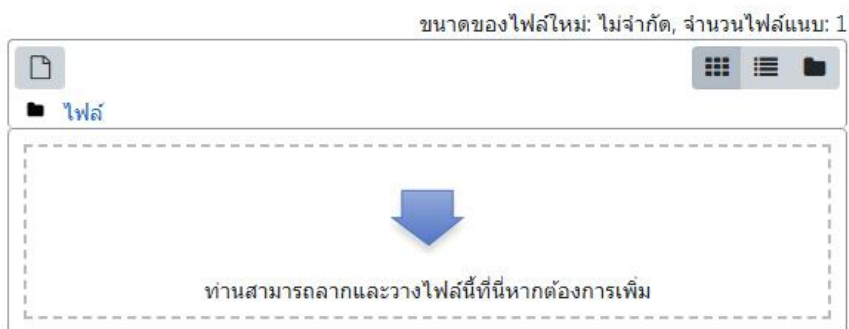 ขนาดของไฟล์ใหม่: ไม่จำกัด, จำนวนไฟล์แนบ: 1
ไฟล์
ท่านสามารถลากและวางไฟล์นี้ที่นี่หากต้องการเพิ่ม